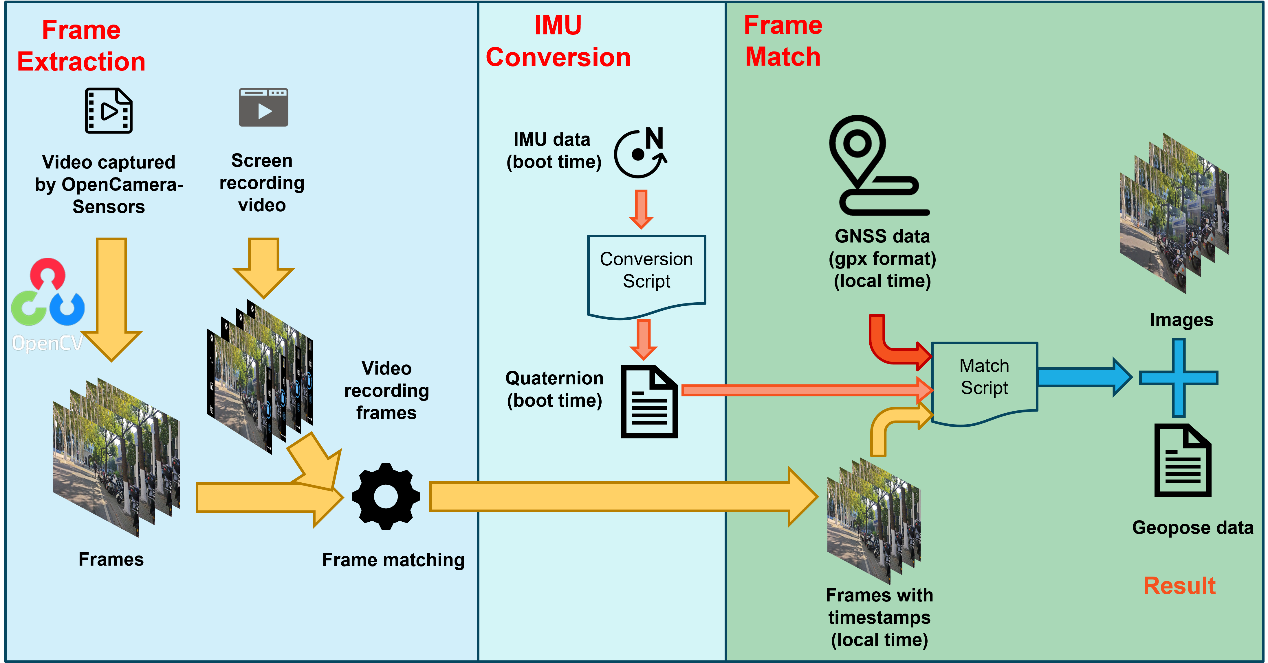 Frame
Extraction
Video captured
by OpenCamera-
Sensors
Screen
recording
video
OpenCV
Video
recording
frames
Frames
Frame matching
IMU
Conversion
IMU data
(boot time)
N
Conversion
Script
Quaternion
(boot time)
Frame
Match
GNSS data
(gpx format)
(local time)
Match
Script
Frames with
timestamps
(local time)
Images
Geopose data
Result